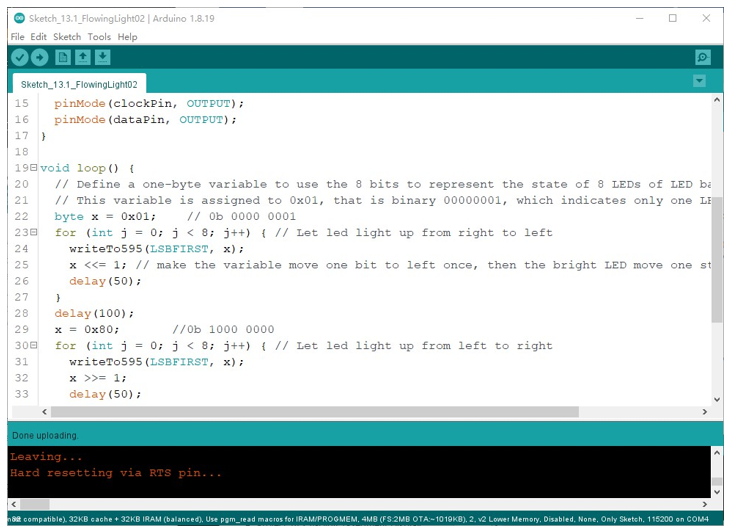 Sketch_13.1_FlowingLight02 | Arduino 1.8.19
File Edit Sketch Tools Help
Sketch_13.1_FlowingLight02
15 pinMode(clockPin, OUTPUT);
16 pinMode(dataPin, OUTPUT);
17 }
18
19 void loop() {
20 // Define a one-byte variable to use the 8 bits to represent the state of 8 LEDs of LED ba
21 // This variable is assigned to 0x01, that is binary 00000001, which indicates only one LE
22 byte x = 0x01; // 0b 0000 0001
23 for (int j = 0; j < 8; j++) { // Let led light up from right to left
24 writeTo595(LSBFIRST, x);
25 x <<= 1; // make the variable move one bit to left once, then the bright LED move one st
26 delay(50);
27 }
28 delay(100);
29 x = 0x80; //0b 1000 0000
30 for (int j = 0; j < 8; j++) { // Let led light up from left to right
31 writeTo595(LSBFIRST, x);
32 x >>= 1;
33 delay(50);
Done uploading.
Leaving...
Hard resetting via RTS pin...
compatible), 32KB cache + 32KB IRAM (balanced), Use pgm_read macros for IRAM/PROGMEM, 4MB (FS:2MB OTA:~1019KB), 2, v2 Lower Memory, Disabled, None, Only Sketch, 115200 on COM4